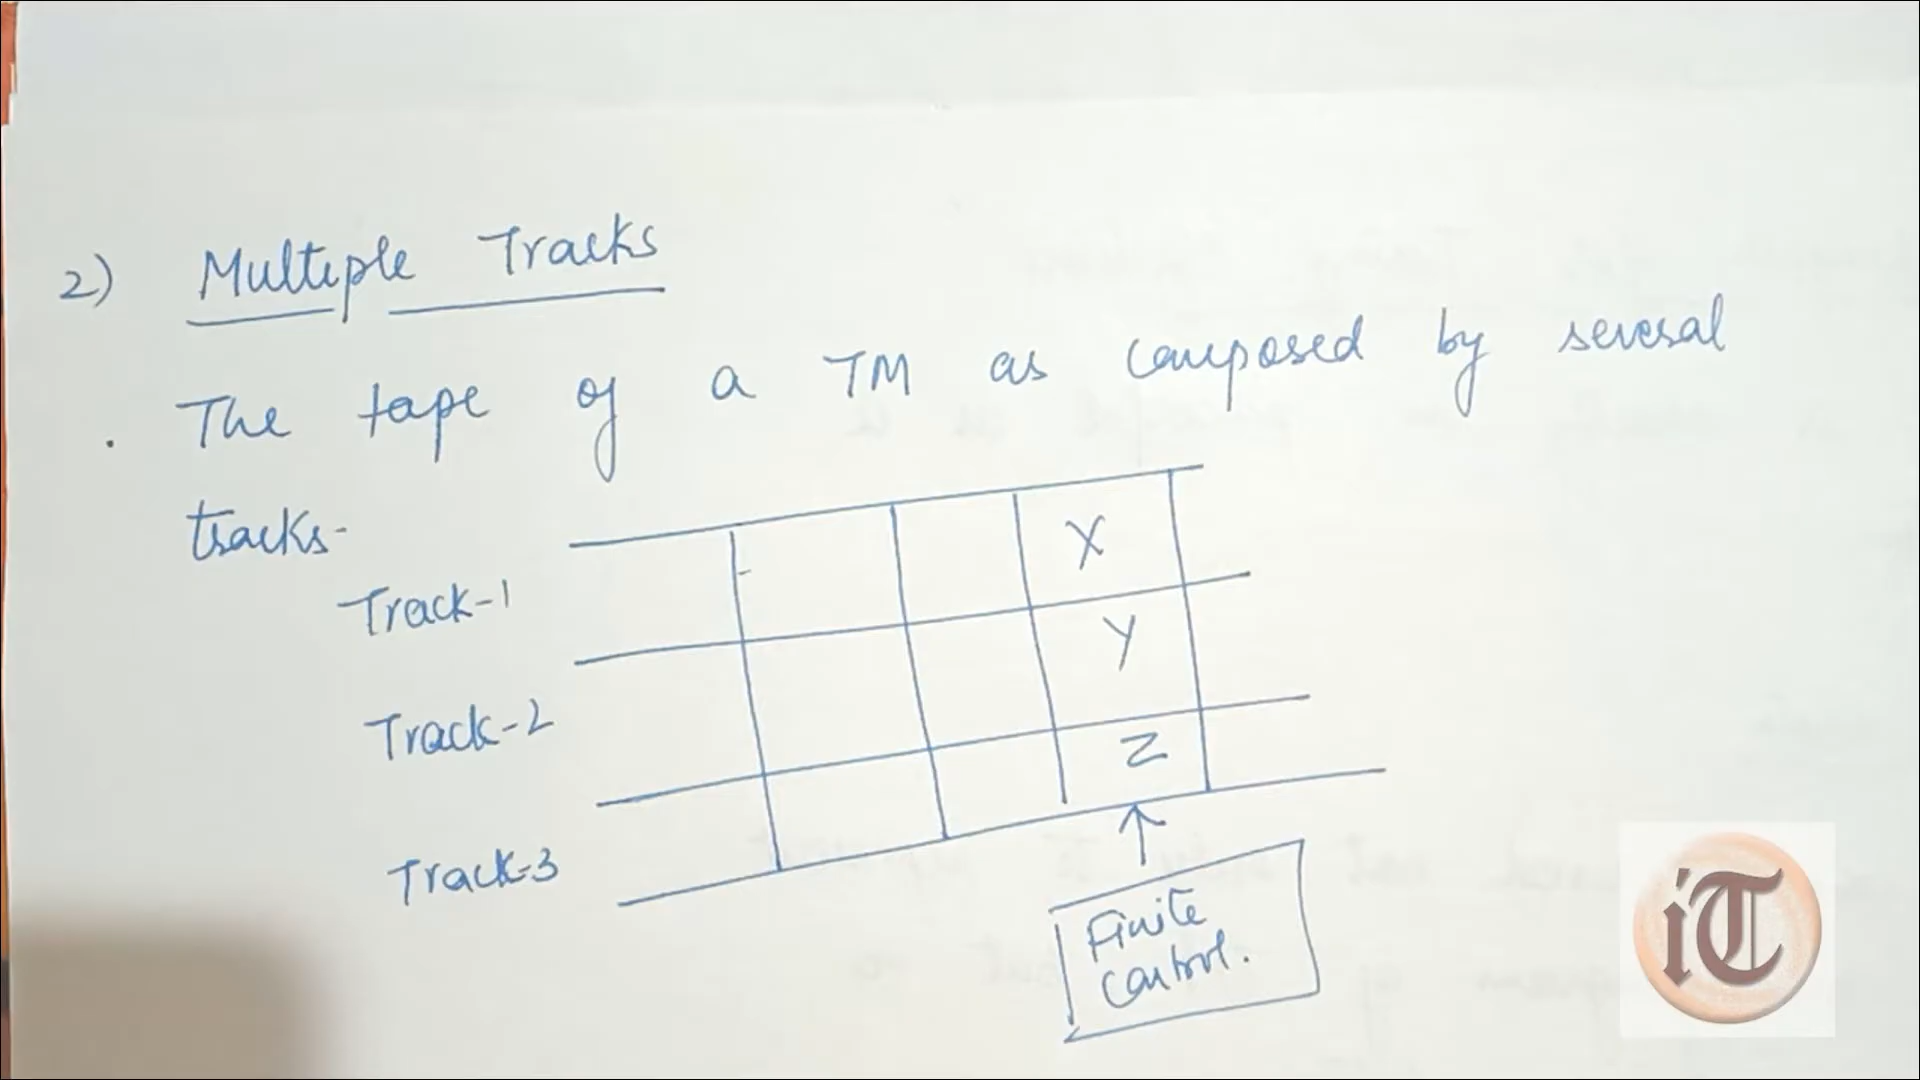 2) Multiple Tracks
The tape of a TM as composed by several
tracks-
Track-1
X
Y
Track-2
Z
Track-3
Finite
control.
iT